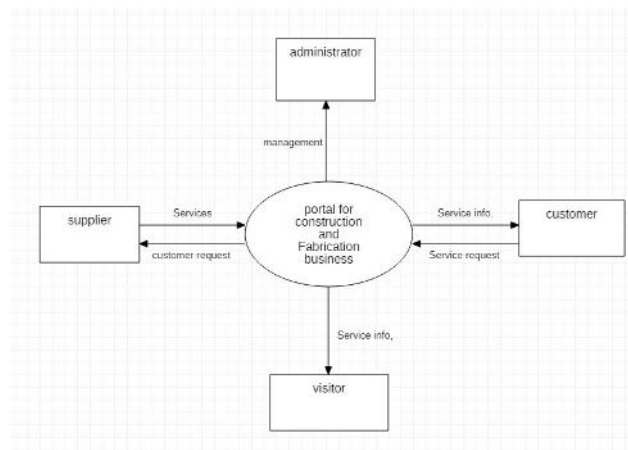 administrator
management
supplier
Services
customer request
portal for
construction
and
Fabrication
business
Service info.
Service request
customer
Service info,
visitor